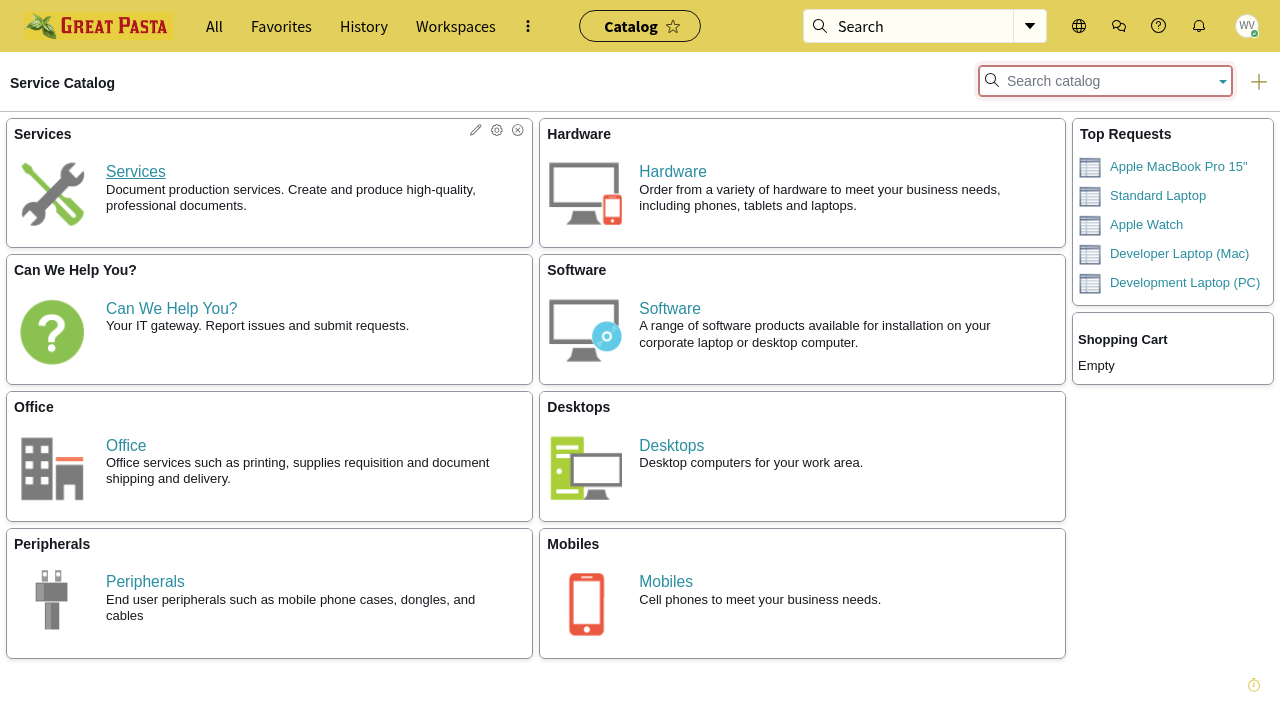 GREAT PASTA
All
Favorites
History
Workspaces
Catalog
Search
WV
Service Catalog
Search catalog
Services
Services
Document production services. Create and produce high-quality,
professional documents.
Hardware
Hardware
Order from a variety of hardware to meet your business needs,
including phones, tablets and laptops.
Can We Help You?
Can We Help You?
Your IT gateway. Report issues and submit requests.
Software
Software
A range of software products available for installation on your
corporate laptop or desktop computer.
Office
Office
Office services such as printing, supplies requisition and document
shipping and delivery.
Desktops
Desktops
Desktop computers for your work area.
Peripherals
Peripherals
End user peripherals such as mobile phone cases, dongles, and
cables
Mobiles
Mobiles
Cell phones to meet your business needs.
Top Requests
Apple MacBook Pro 15"
Standard Laptop
Apple Watch
Developer Laptop (Mac)
Development Laptop (PC)
Shopping Cart
Empty